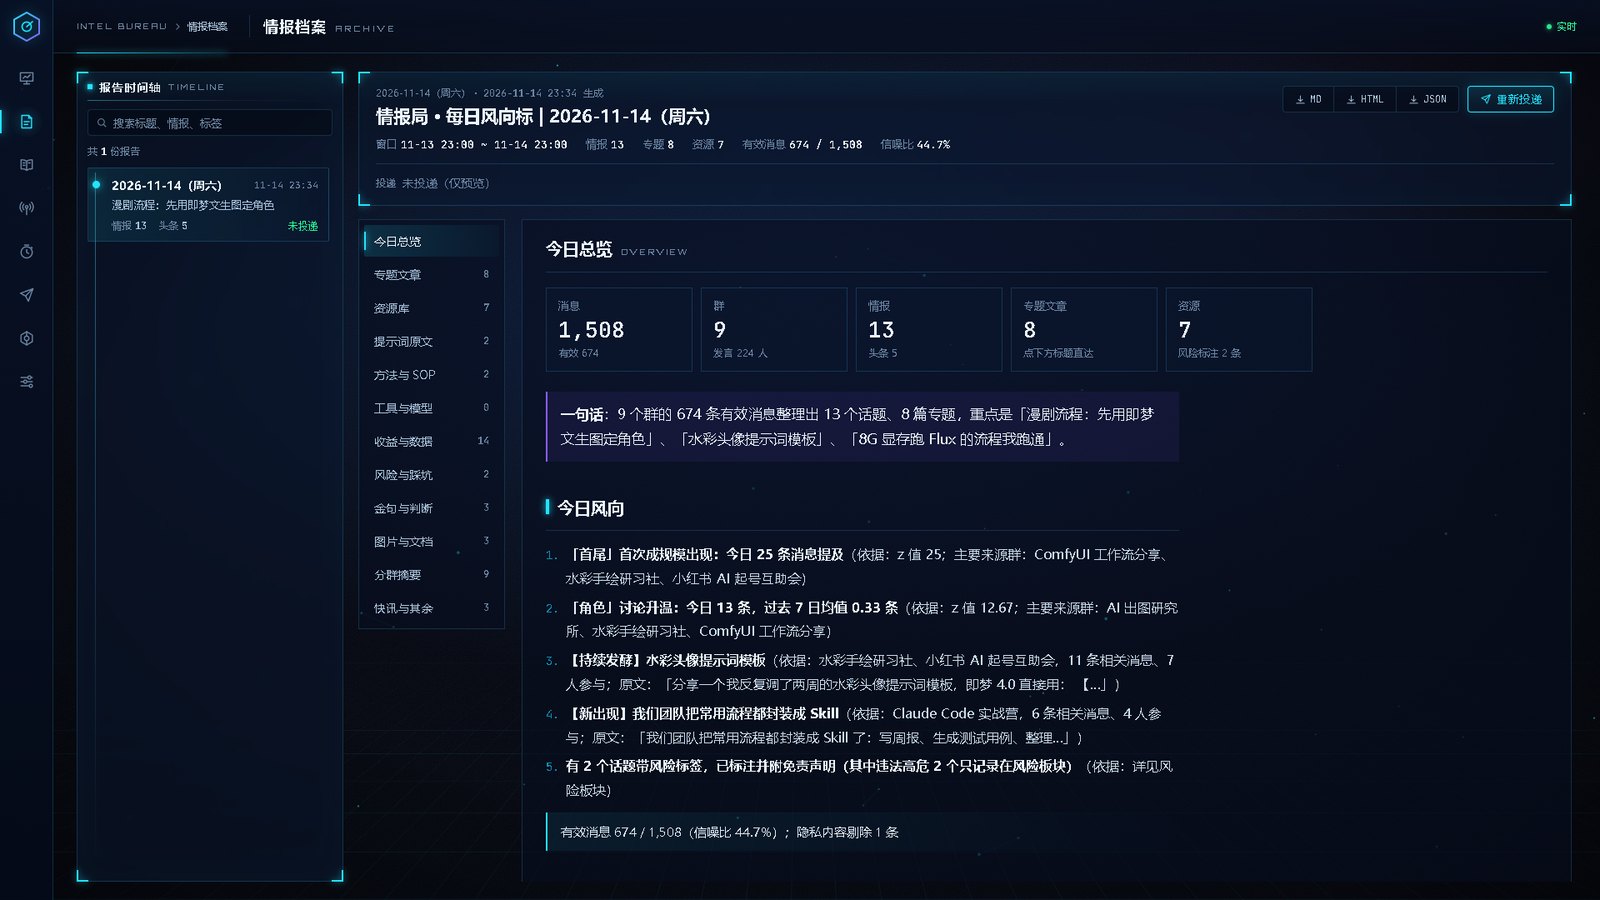 INTEL BUREAU > 情报档案
情报档案 ARCHIVE
实时
报告时间轴 TIMELINE
搜索标题、情报、标签
共 1 份报告
2026-11-14（周六） 11-14 23:34
漫剧流程：先用即梦文生图定角色
情报 13 头条 5 未投递
2026-11-14（周六） · 2026-11-14 23:34 生成
情报局 • 每日风向标 | 2026-11-14（周六）
MD
HTML
JSON
重新投递
窗口 11-13 23:00 ~ 11-14 23:00 情报 13 专题 8 资源 7 有效消息 674 / 1,508 信噪比 44.7%
投递 未投递（仅预览）
今日总览
专题文章 8
资源库 7
提示词原文 2
方法与 SOP 2
工具与模型 0
收益与数据 14
风险与踩坑 2
金句与判断 3
图片与文档 3
分群摘要 9
快讯与其余 3
今日总览 OVERVIEW
消息
1,508
有效 674
群
9
发言 224 人
情报
13
头条 5
专题文章
8
点下方标题直达
资源
7
风险标注 2 条
一句话：9 个群的 674 条有效消息整理出 13 个话题、8 篇专题，重点是「漫剧流程：先用即梦
文生图定角色」、「水彩头像提示词模板」、「8G 显存跑 Flux 的流程我跑通」。
今日风向
1. 「首尾」首次成规模出现：今日 25 条消息提及（依据：z 值 25；主要来源群：ComfyUI 工作流分享、
水彩手绘研习社、小红书 AI 起号互助会）
2. 「角色」讨论升温：今日 13 条，过去 7 日均值 0.33 条（依据：z 值 12.67；主要来源群：AI 出图研究
所、水彩手绘研习社、ComfyUI 工作流分享）
3. 【持续发酵】水彩头像提示词模板（依据：水彩手绘研习社、小红书 AI 起号互助会，11 条相关消息、7
人参与；原文：「分享一个我反复调了两周的水彩头像提示词模板，即梦 4.0 直接用： 【...」）
4. 【新出现】我们团队把常用流程都封装成 Skill（依据：Claude Code 实战营，6 条相关消息、4 人参
与；原文：「我们团队把常用流程都封装成 Skill 了：写周报、生成测试用例、整理...」）
5. 有 2 个话题带风险标签，已标注并附免责声明（其中违法高危 2 个只记录在风险板块）（依据：详见风
险板块）
有效消息 674 / 1,508（信噪比 44.7%）；隐私内容剔除 1 条